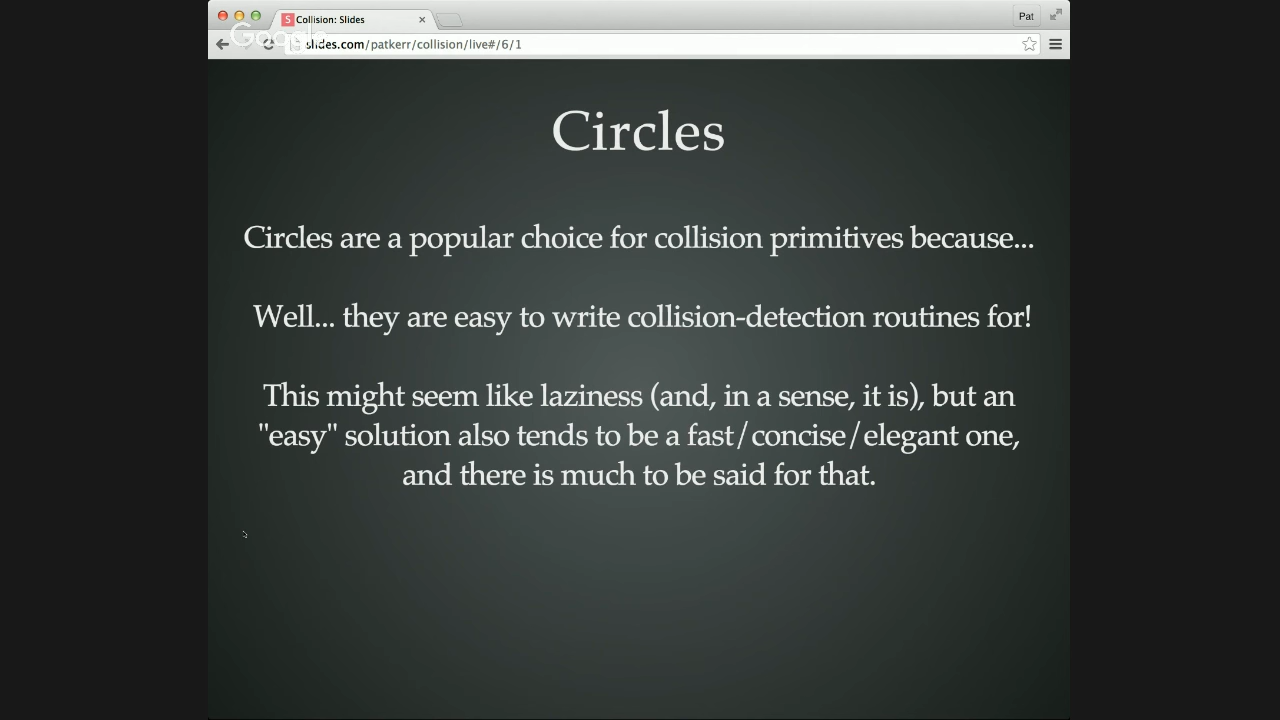 Collision: Slides
Pat
Google
slides.com/patkerr/collision/live#/6/1
Circles
Circles are a popular choice for collision primitives because...
Well... they are easy to write collision-detection routines for!
This might seem like laziness (and, in a sense, it is), but an
"easy" solution also tends to be a fast/concise/elegant one,
and there is much to be said for that.